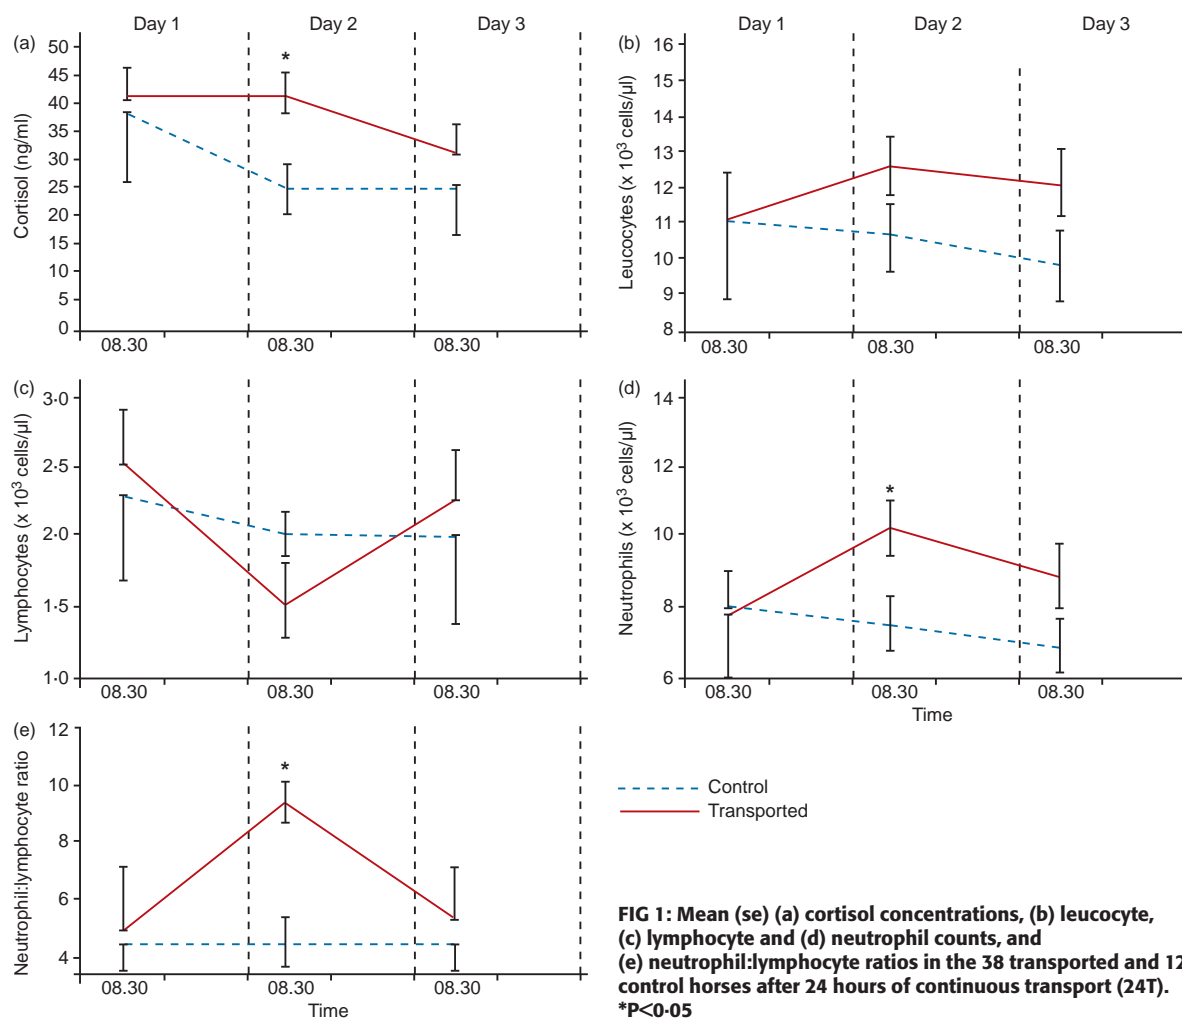 Day 1 Day 2 Day 3
(a)
Cortisol (ng/ml)
50
45
40
35
30
25
20
15
10
5
0
*
08.30 08.30 08.30
Day 1 Day 2 Day 3
(b)
Leucocytes (x 10³ cells/µl)
16
15
14
13
12
11
10
9
8
08.30 08.30 08.30
(c)
Lymphocytes (x 10³ cells/µl)
3·0
2·5
2·0
1·5
1·0
08.30 08.30 08.30
(d)
Neutrophils (x 10³ cells/µl)
14
12
10
8
6
*
08.30 08.30 08.30
Time
(e)
Neutrophil:lymphocyte ratio
12
10
8
6
4
*
08.30 08.30 08.30
Time
Control
Transported
FIG 1: Mean (se) (a) cortisol concentrations, (b) leucocyte,
(c) lymphocyte and (d) neutrophil counts, and
(e) neutrophil:lymphocyte ratios in the 38 transported and 12
control horses after 24 hours of continuous transport (24T).
*P<0·05